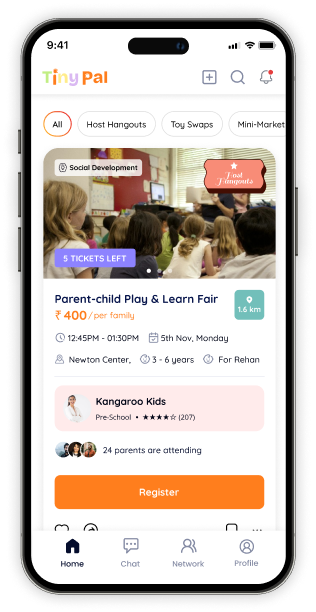 9:41
Tiny Pal
All
Host Hangouts
Toy Swaps
Mini-Market
Social Development
Host
Hangouts
5 TICKETS LEFT
Parent-child Play & Learn Fair
₹ 400/per family
1.6 km
12:45PM - 01:30PM
5th Nov, Monday
Newton Center,
3 - 6 years
For Rehan
Kangaroo Kids
Pre-School • ★★★★☆ (207)
24 parents are attending
Register
Home
Chat
Network
Profile